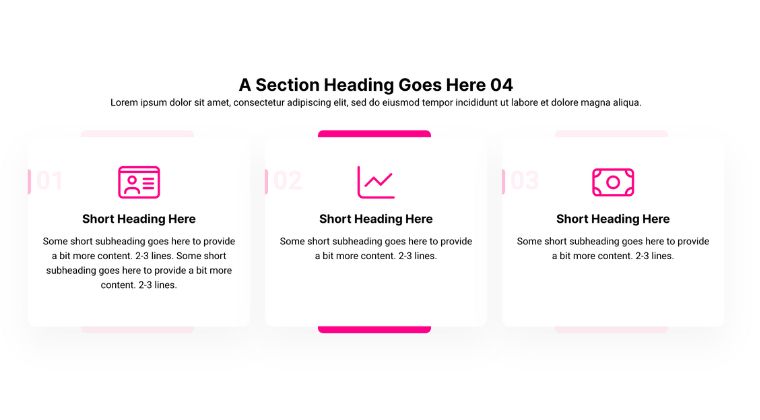 A Section Heading Goes Here 04
Lorem ipsum dolor sit amet, consectetur adipiscing elit, sed do eiusmod tempor incididunt ut labore et dolore magna aliqua.
01
Short Heading Here
Some short subheading goes here to provide
a bit more content. 2-3 lines. Some short
subheading goes here to provide a bit more
content. 2-3 lines.
02
Short Heading Here
Some short subheading goes here to provide
a bit more content. 2-3 lines.
03
Short Heading Here
Some short subheading goes here to provide
a bit more content. 2-3 lines.